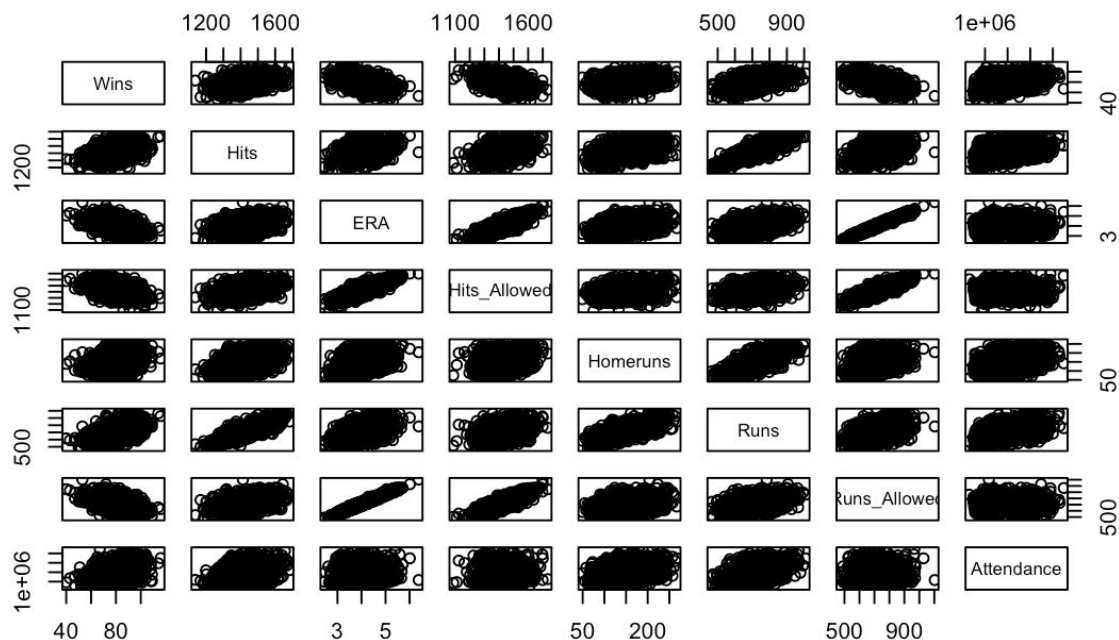 1200 1600 1100 1600 500 900 1e+06
Wins
40
1200
Hits
ERA
3
1100
Hits_Allowed
Homeruns
50
500
Runs
Runs_Allowed
500
1e+06
Attendance
40 80 3 5 50 200 500 900